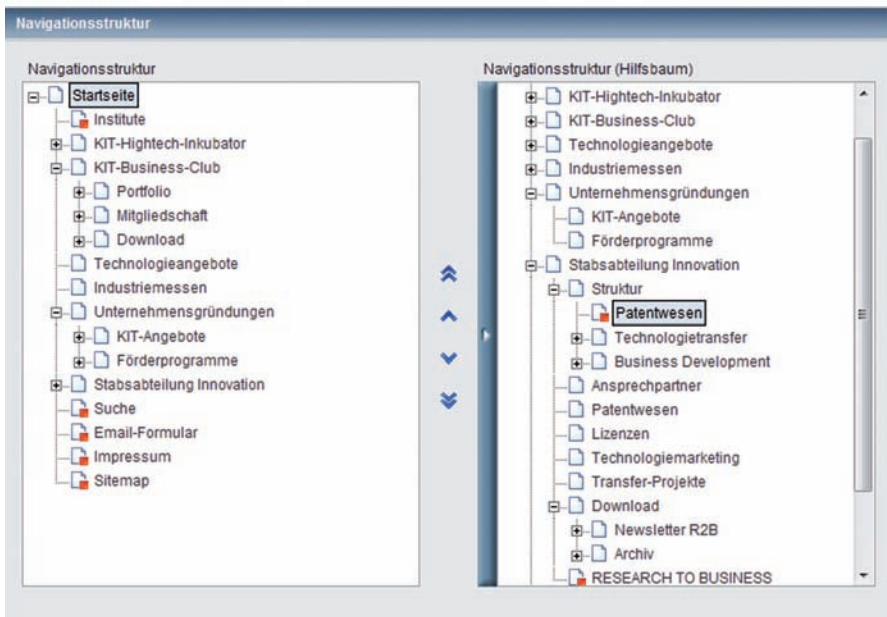 Navigationsstruktur
Navigationsstruktur
Startseite
Institute
KIT-Hightech-Inkubator
KIT-Business-Club
Portfolio
Mitgliedschaft
Download
Technologieangebote
Industriemessen
Unternehmensgründungen
KIT-Angebote
Förderprogramme
Stabsabteilung Innovation
Suche
Email-Formular
Impressum
Sitemap
Navigationsstruktur (Hilfsbaum)
KIT-Hightech-Inkubator
KIT-Business-Club
Technologieangebote
Industriemessen
Unternehmensgründungen
KIT-Angebote
Förderprogramme
Stabsabteilung Innovation
Struktur
Patentwesen
Technologietransfer
Business Development
Ansprechpartner
Patentwesen
Lizenzen
Technologiemarketing
Transfer-Projekte
Download
Newsletter R2B
Archiv
RESEARCH TO BUSINESS